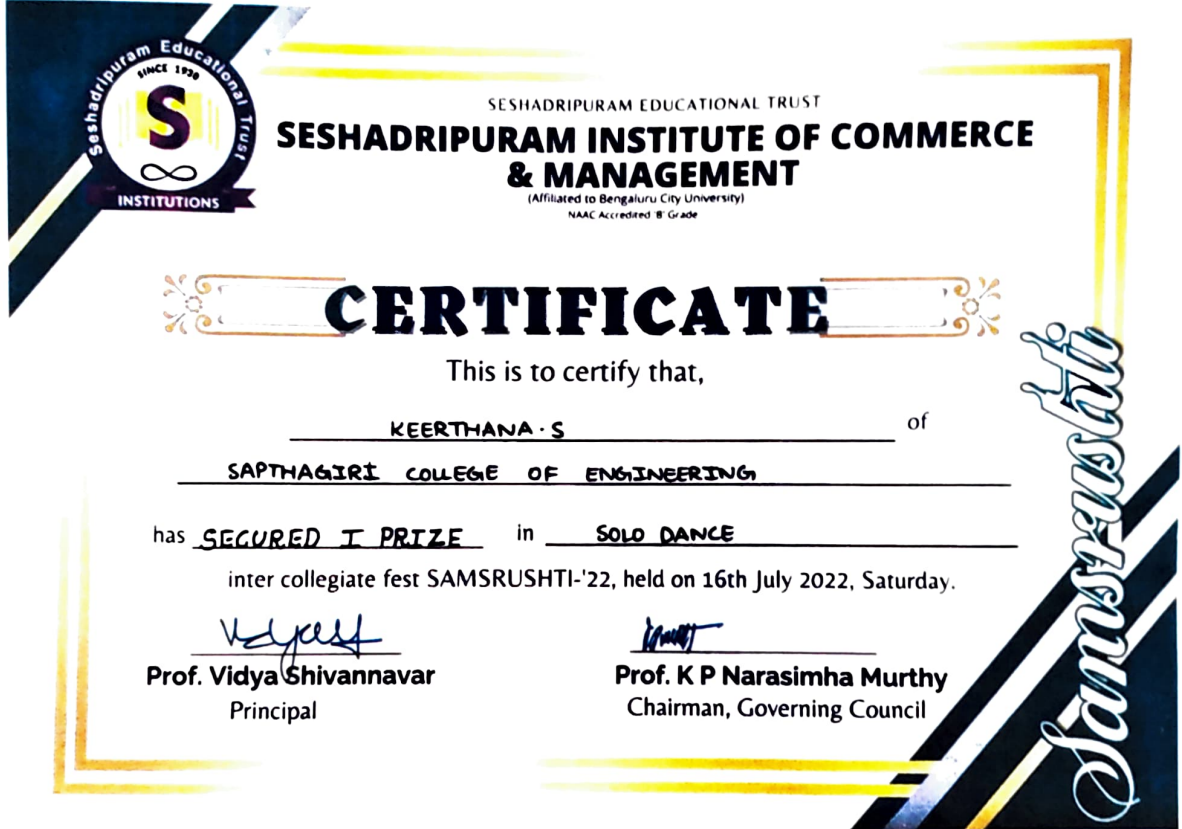 Seshadripuram Educational Trust
SINCE 1930
S
INSTITUTIONS
SESHADRIPURAM EDUCATIONAL TRUST
SESHADRIPURAM INSTITUTE OF COMMERCE
& MANAGEMENT
(Affiliated to Bengaluru City University)
NAAC Accredited 'B' Grade
CERTIFICATE
This is to certify that,
KEERTHANA·S of
SAPTHAGIRI COLLEGE OF ENGINEERING
has SECURED I PRIZE in SOLO DANCE
inter collegiate fest SAMSRUSHTI-'22, held on 16th July 2022, Saturday.
Prof. Vidya Shivannavar
Principal
Prof. K P Narasimha Murthy
Chairman, Governing Council
Samsrushti